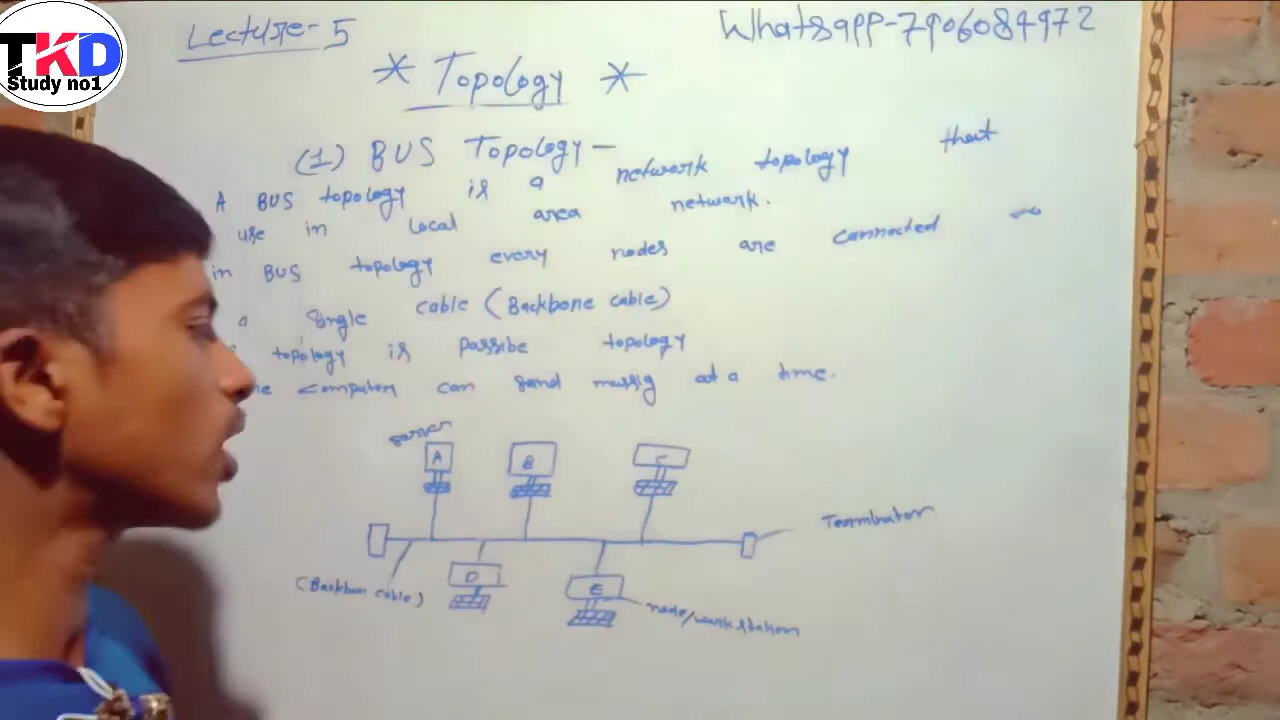 TKD
Study no1
Lecture-5
Whatsapp-7906084972
* Topology *
(1) BUS Topology-
A BUS topology is a network topology that
use in local area network.
in BUS topology every nodes are connected
a single cable (Backbone cable)
topology is passibe topology
computer can send massig at a time.
server
A
B
C
Terminator
D
E
(Backbon cable)
node/workstation